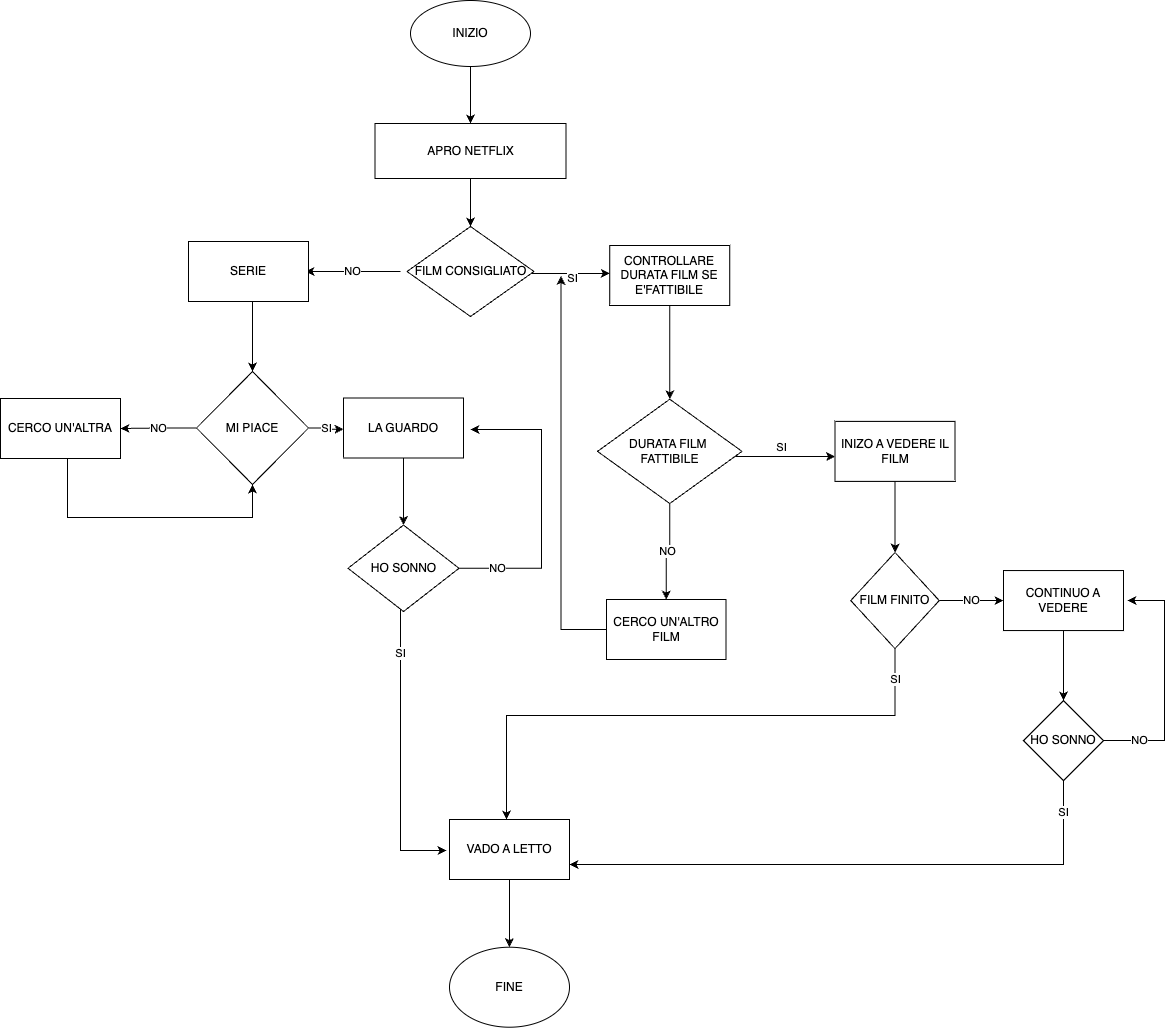 INIZIO
APRO NETFLIX
SERIE
NO
FILM CONSIGLIATO
SI
CONTROLLARE
DURATA FILM SE
E'FATTIBILE
CERCO UN'ALTRA
NO
MI PIACE
SI
LA GUARDO
DURATA FILM
FATTIBILE
SI
INIZO A VEDERE IL
FILM
HO SONNO
NO
NO
CERCO UN'ALTRO
FILM
FILM FINITO
NO
CONTINUO A
VEDERE
SI
SI
HO SONNO
NO
SI
VADO A LETTO
FINE